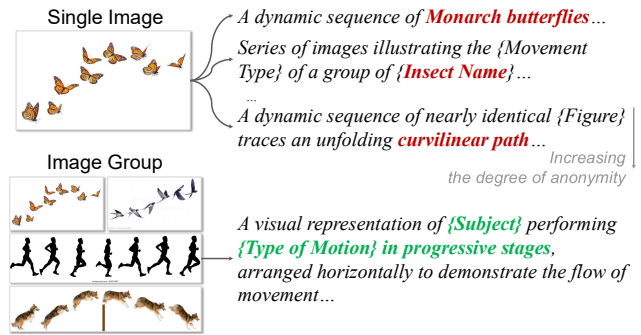 Single Image
A dynamic sequence of Monarch butterflies…
Series of images illustrating the {Movement
Type} of a group of {Insect Name}…
...
A dynamic sequence of nearly identical {Figure}
traces an unfolding curvilinear path…
Increasing
the degree of anonymity
Image Group
A visual representation of {Subject} performing
{Type of Motion} in progressive stages,
arranged horizontally to demonstrate the flow of
movement…